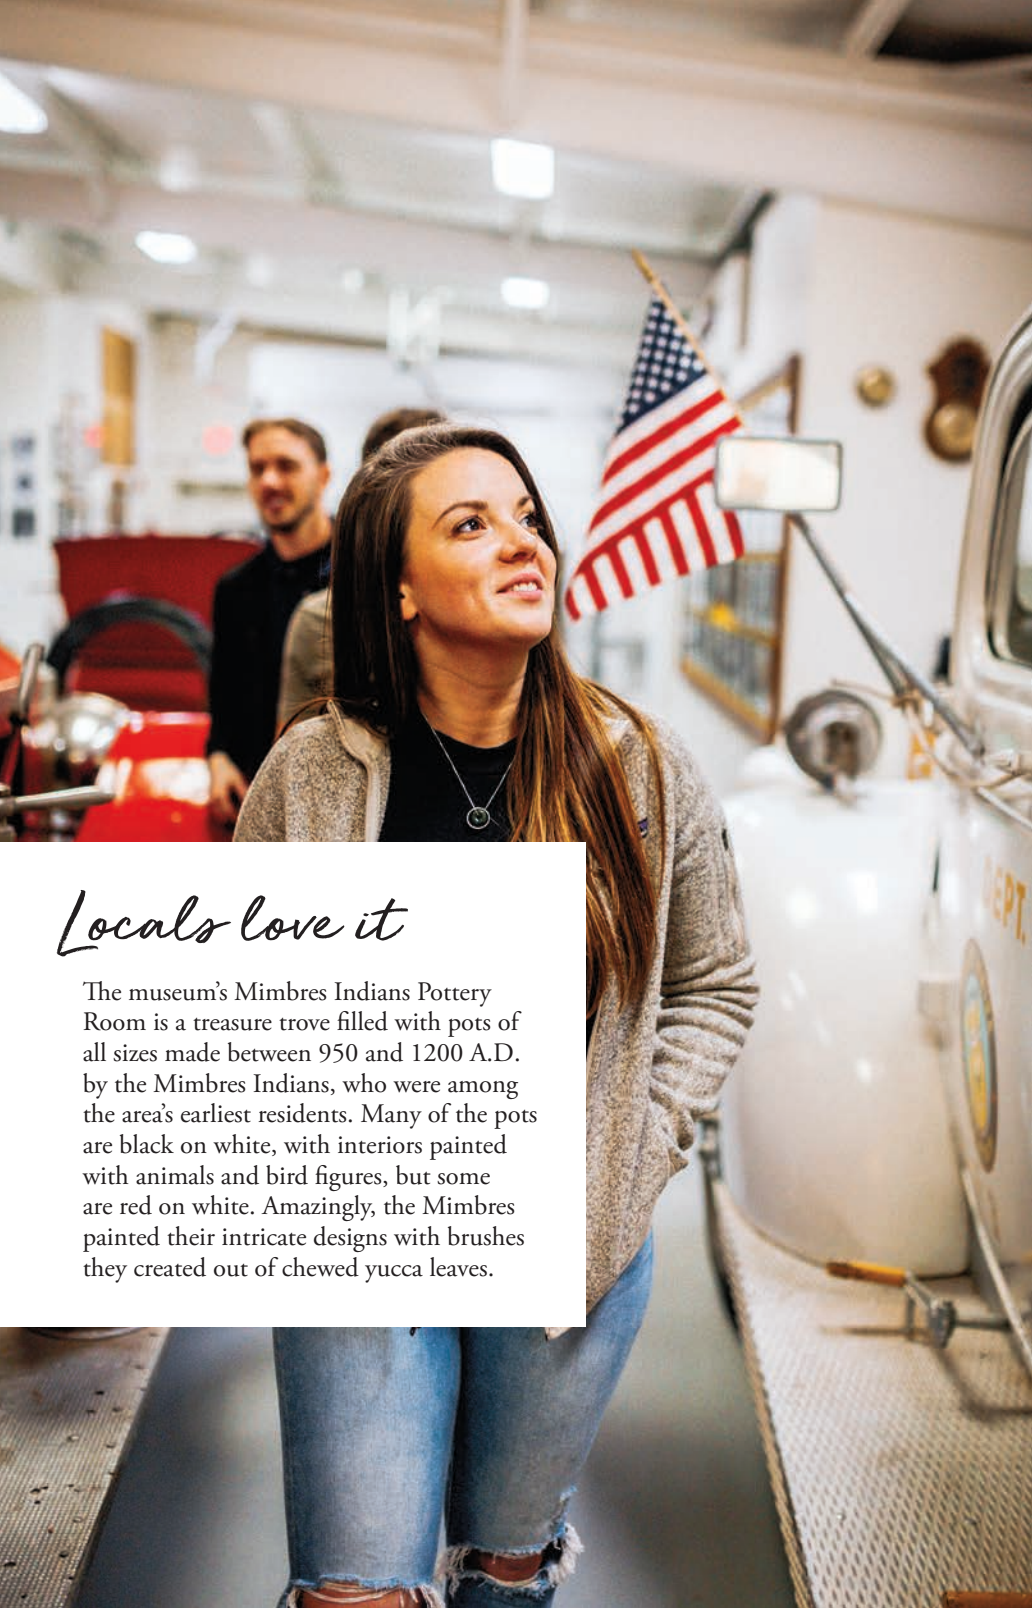 Locals love it
The museum's Mimbres Indians Pottery
Room is a treasure trove filled with pots of
all sizes made between 950 and 1200 A.D.
by the Mimbres Indians, who were among
the area's earliest residents. Many of the pots
are black on white, with interiors painted
with animals and bird figures, but some
are red on white. Amazingly, the Mimbres
painted their intricate designs with brushes
they created out of chewed yucca leaves.
DEPT.